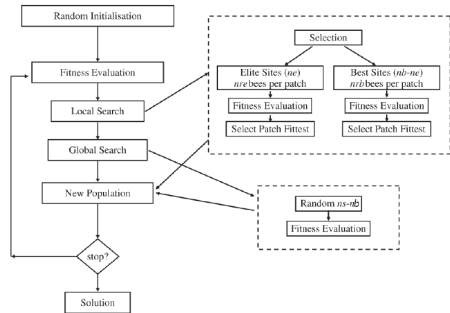 Random Initialisation
Fitness Evaluation
Local Search
Global Search
New Population
stop?
Solution
Selection
Elite Sites (ne)
nre bees per patch
Fitness Evaluation
Select Patch Fittest
Best Sites (nb-ne)
nrb bees per patch
Fitness Evaluation
Select Patch Fittest
Random ns-nb
Fitness Evaluation